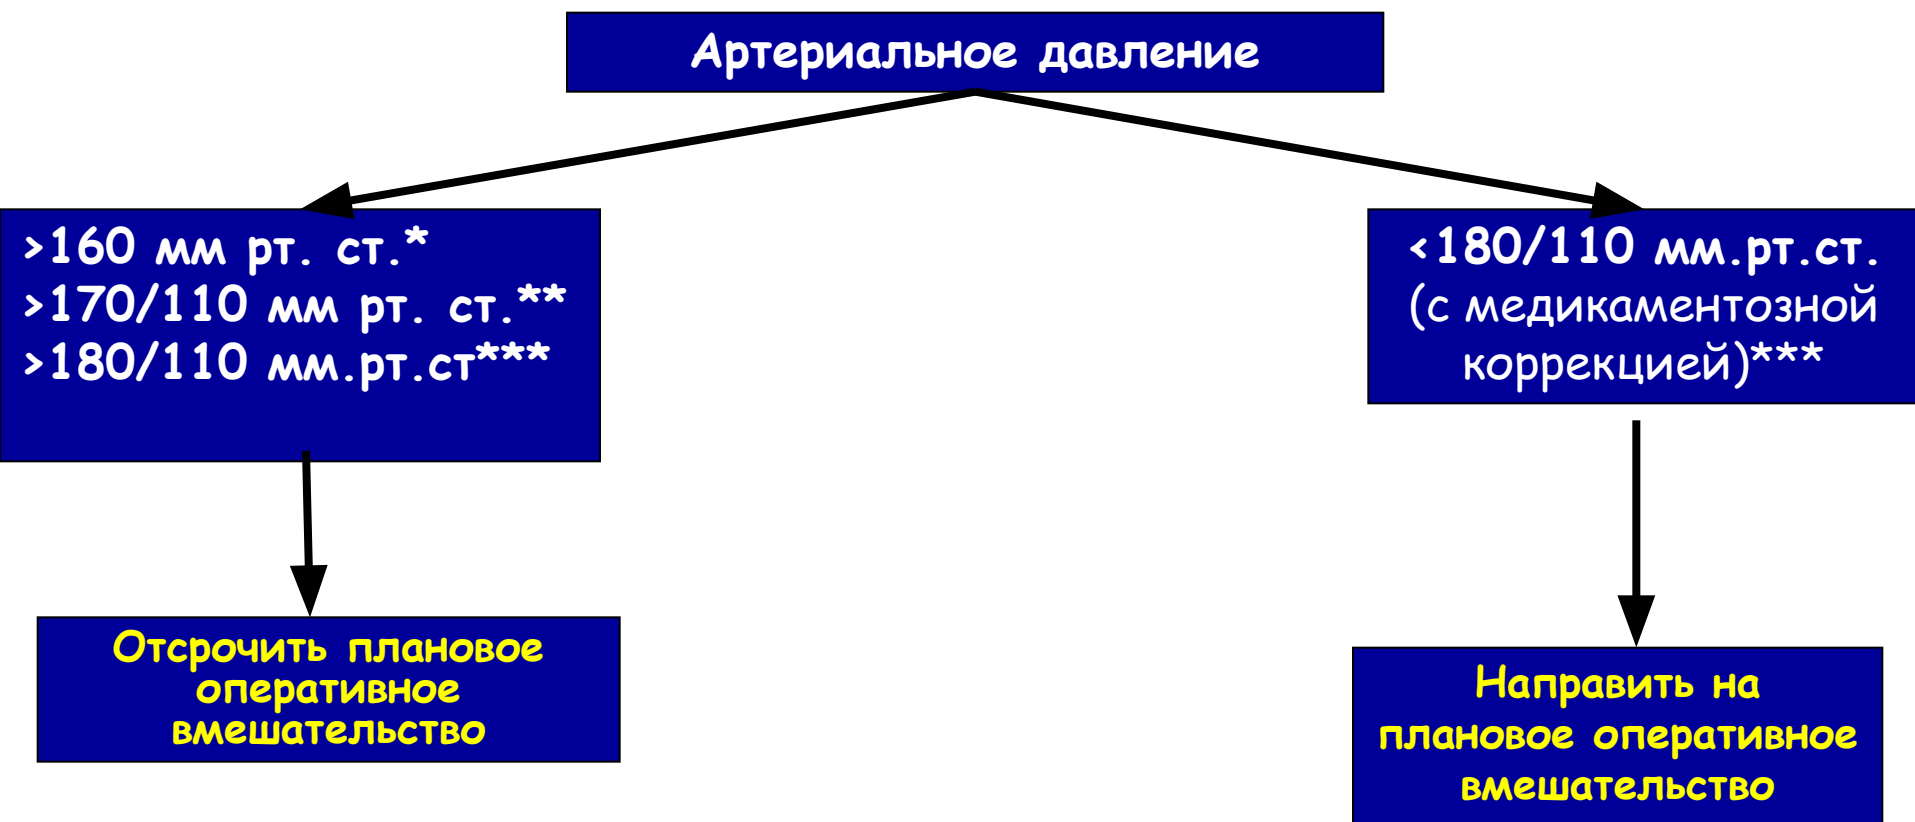 Артериальное давление
>160 мм рт. ст.*
>170/110 мм рт. ст.**
>180/110 мм.рт.ст***
<180/110 мм.рт.ст.
(с медикаментозной
коррекцией)***
Отсрочить плановое
оперативное
вмешательство
Направить на
плановое оперативное
вмешательство